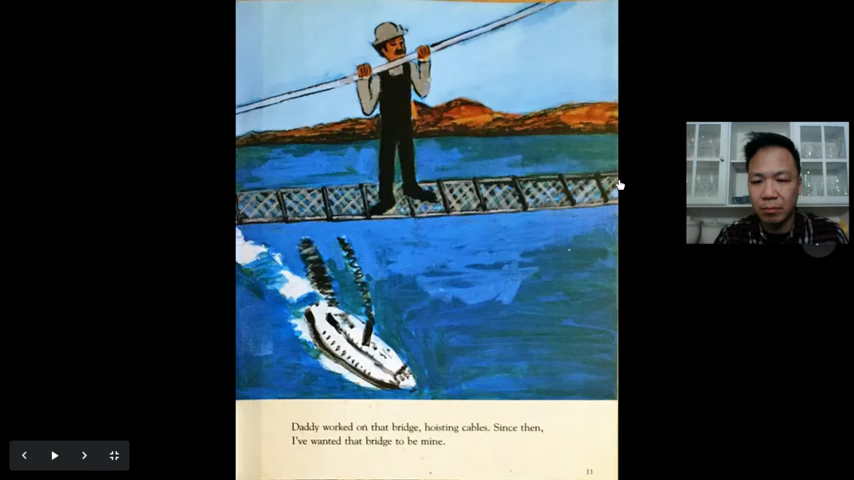 Daddy worked on that bridge, hoisting cables. Since then,
I've wanted that bridge to be mine.
11